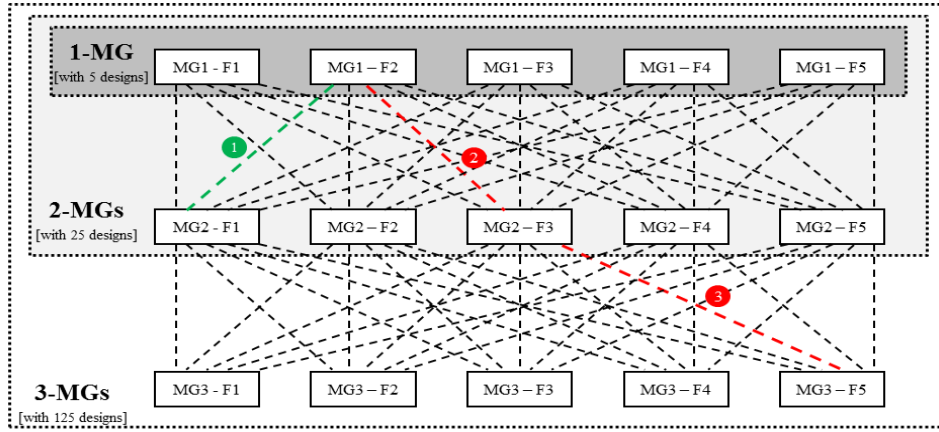 1-MG
[with 5 designs]
MG1 - F1
MG1 – F2
MG1 – F3
MG1 – F4
MG1 – F5
1
2
2-MGs
[with 25 designs]
MG2 - F1
MG2 – F2
MG2 – F3
MG2 – F4
MG2 – F5
3
3-MGs
[with 125 designs]
MG3 - F1
MG3 – F2
MG3 – F3
MG3 – F4
MG3 – F5